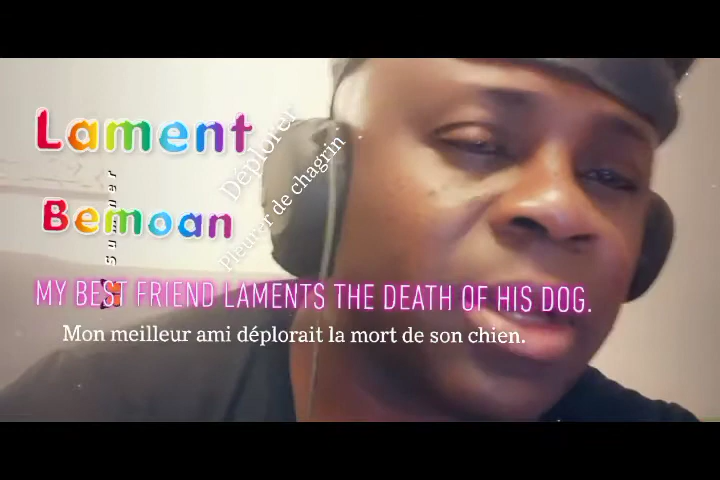 Lament
Déplorer
Bemoan
Pleurer de chagrin
MY BEST FRIEND LAMENTS THE DEATH OF HIS DOG.
Mon meilleur ami déplorait la mort de son chien.